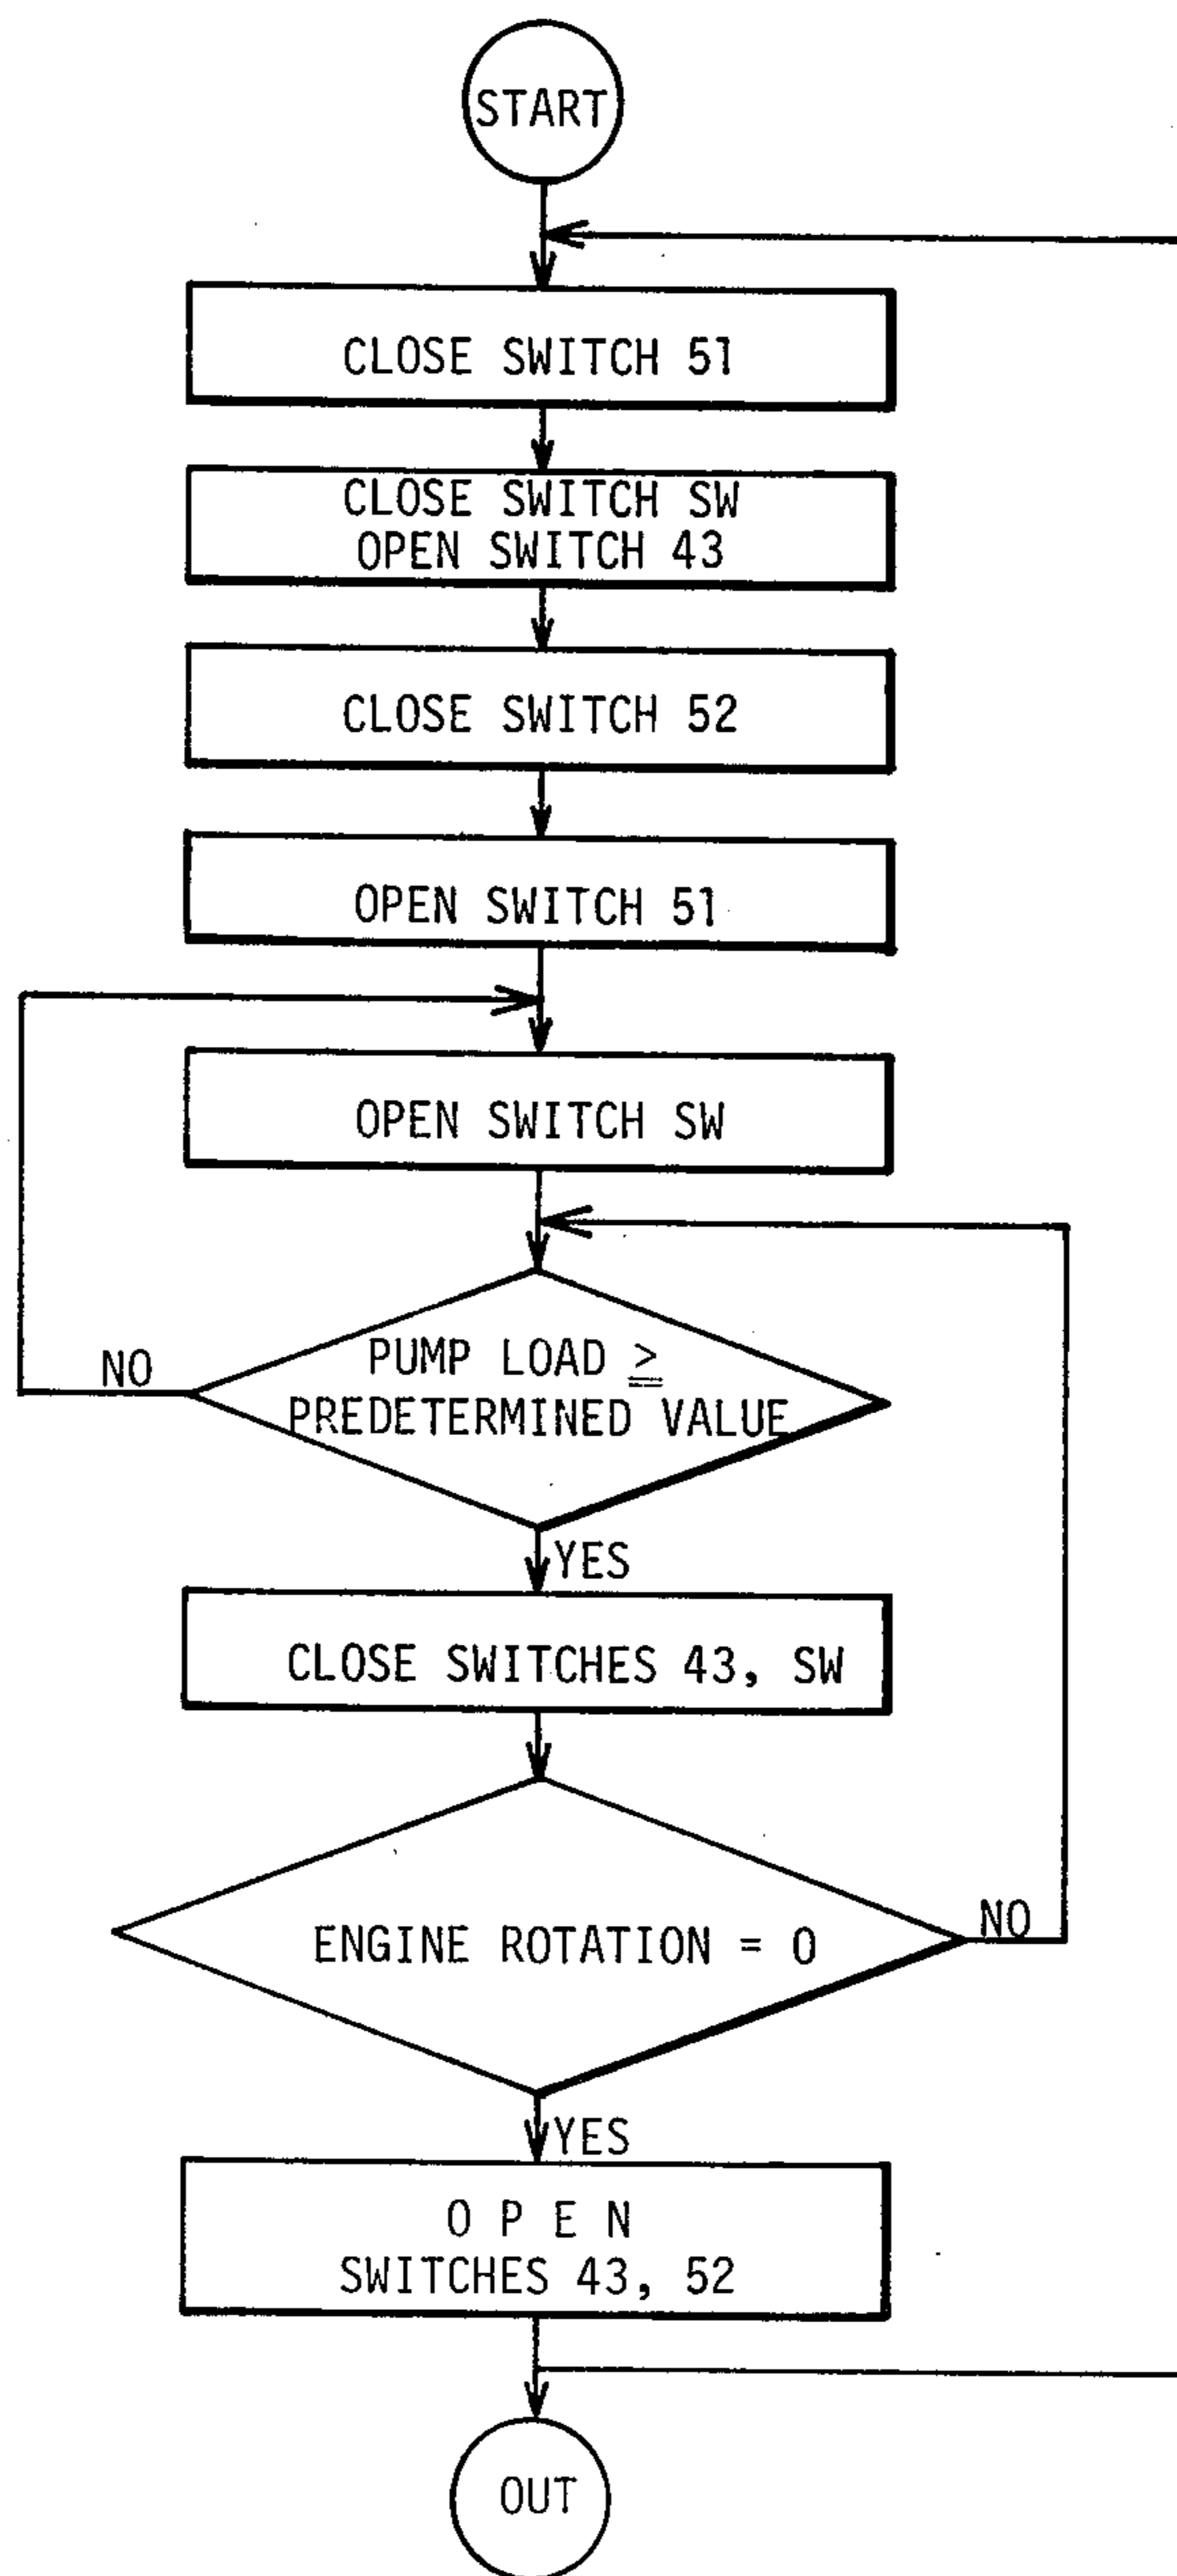 START
CLOSE SWITCH 51
CLOSE SWITCH SW
OPEN SWITCH 43
CLOSE SWITCH 52
OPEN SWITCH 51
OPEN SWITCH SW
NO
PUMP LOAD ≧
PREDETERMINED VALUE
YES
CLOSE SWITCHES 43, SW
ENGINE ROTATION = 0
NO
YES
O P E N
SWITCHES 43, 52
OUT